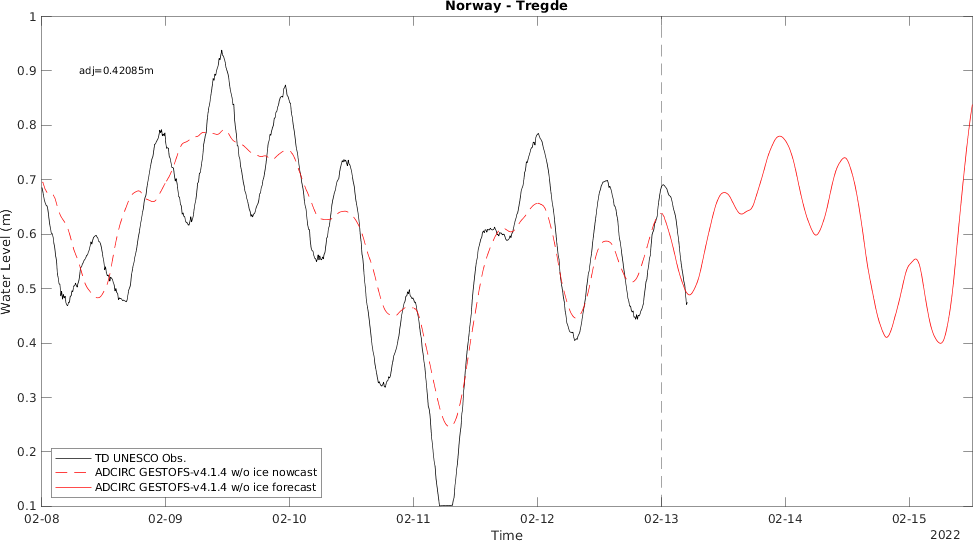 Norway - Tregde
adj=0.42085m
Water Level (m)
1
0.9
0.8
0.7
0.6
0.5
0.4
0.3
0.2
0.1
TD UNESCO Obs.
ADCIRC GESTOFS-v4.1.4 w/o ice nowcast
ADCIRC GESTOFS-v4.1.4 w/o ice forecast
02-08 02-09 02-10 02-11 02-12 02-13 02-14 02-15
Time
2022